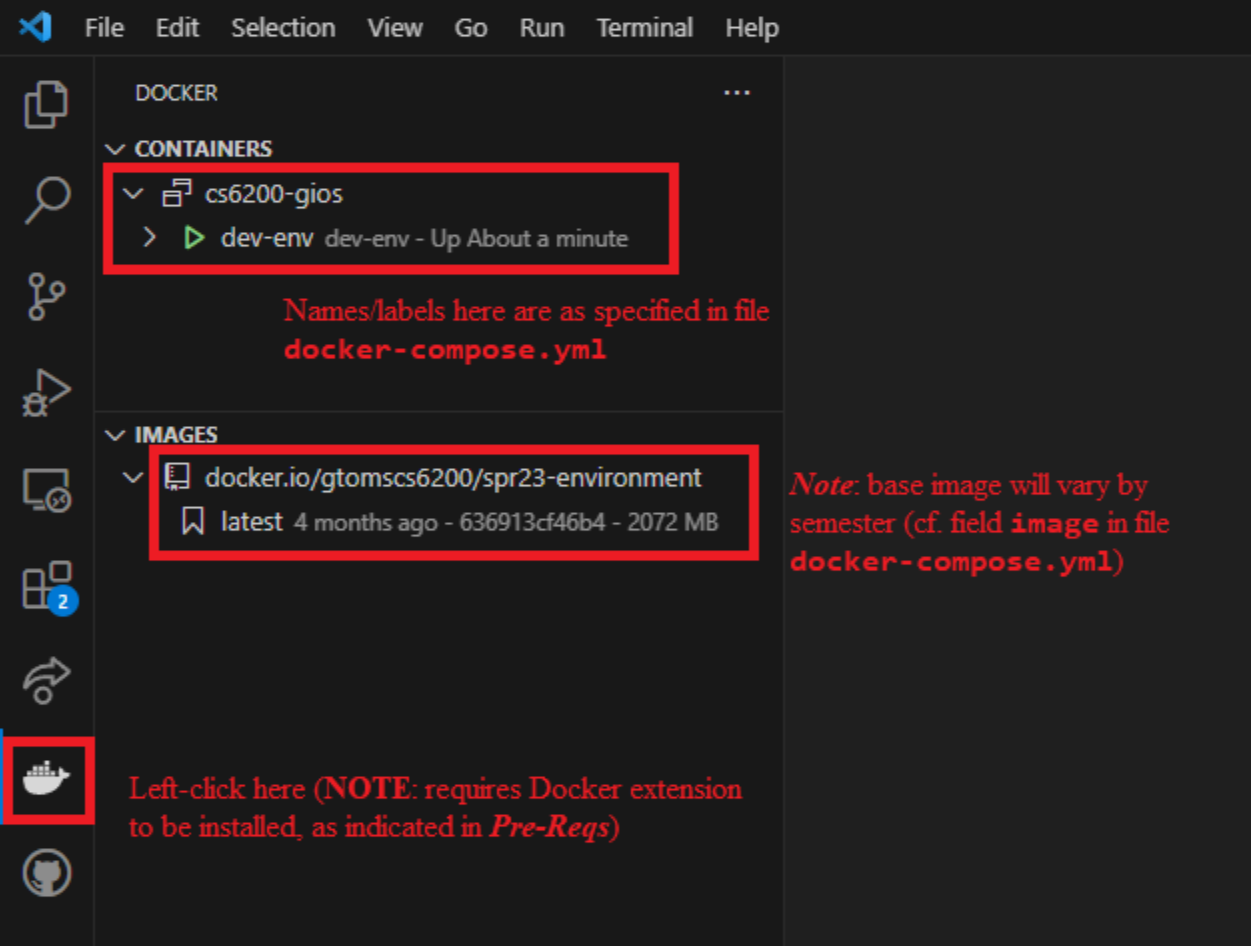 File Edit Selection View Go Run Terminal Help
DOCKER
CONTAINERS
cs6200-gios
dev-env dev-env - Up About a minute
Names/labels here are as specified in file
docker-compose.yml
IMAGES
docker.io/gtomscs6200/spr23-environment
latest 4 months ago - 636913cf46b4 - 2072 MB
Note: base image will vary by
semester (cf. field image in file
docker-compose.yml)
2
Left-click here (NOTE: requires Docker extension
to be installed, as indicated in Pre-Reqs)